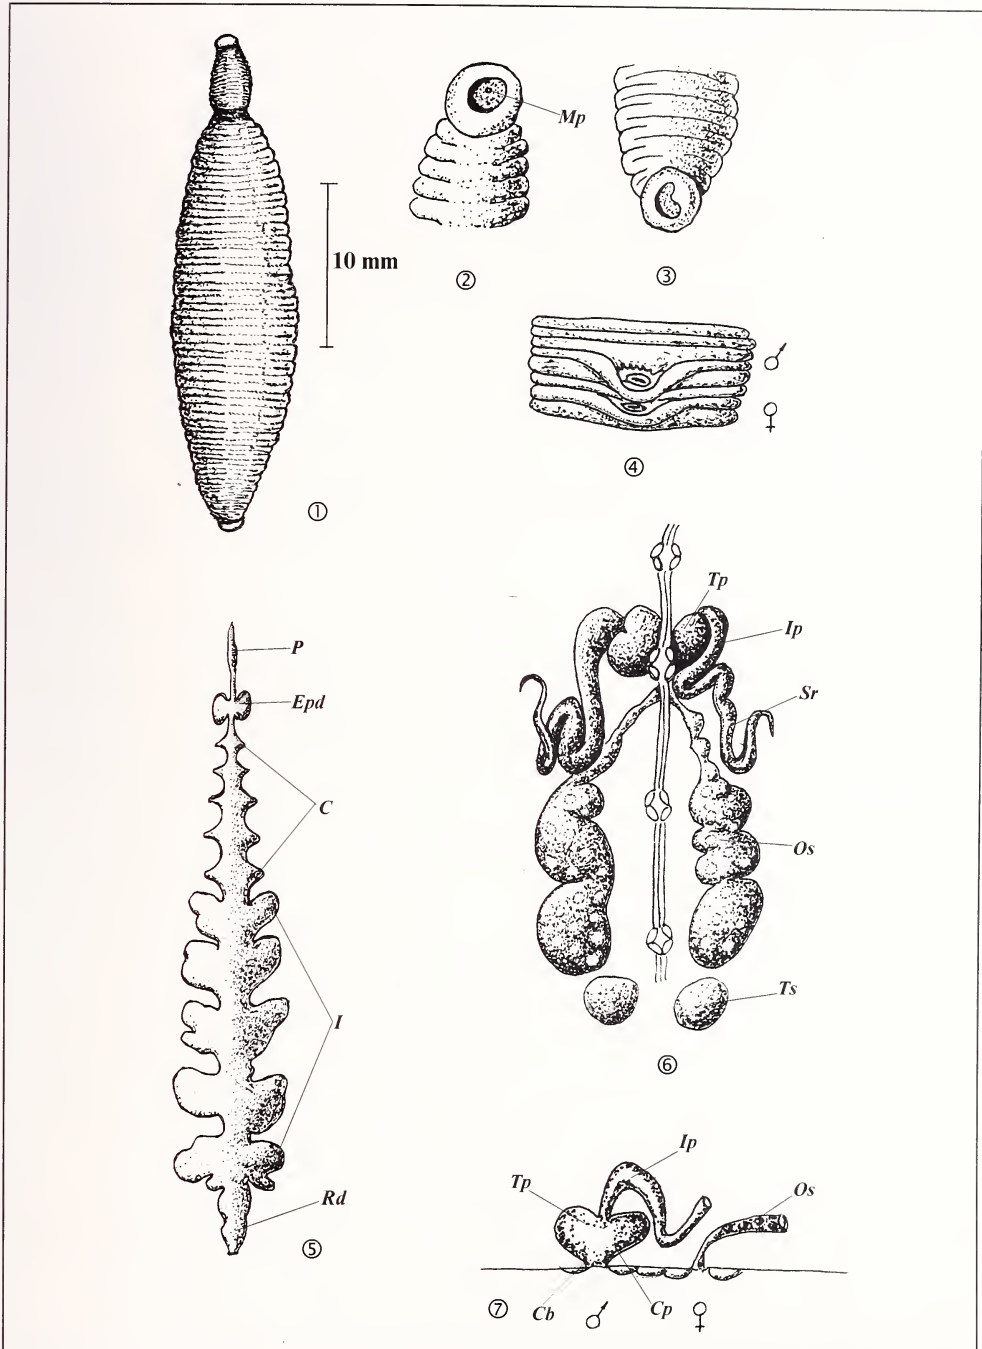 Mp
10 mm
②
③
♂
♀
④
①
Tp
Ip
P
Epd
Sr
C
Os
I
Ts
⑥
Ip
Tp
Os
Rd
⑤
⑦ Cb ♂ Cp ♀